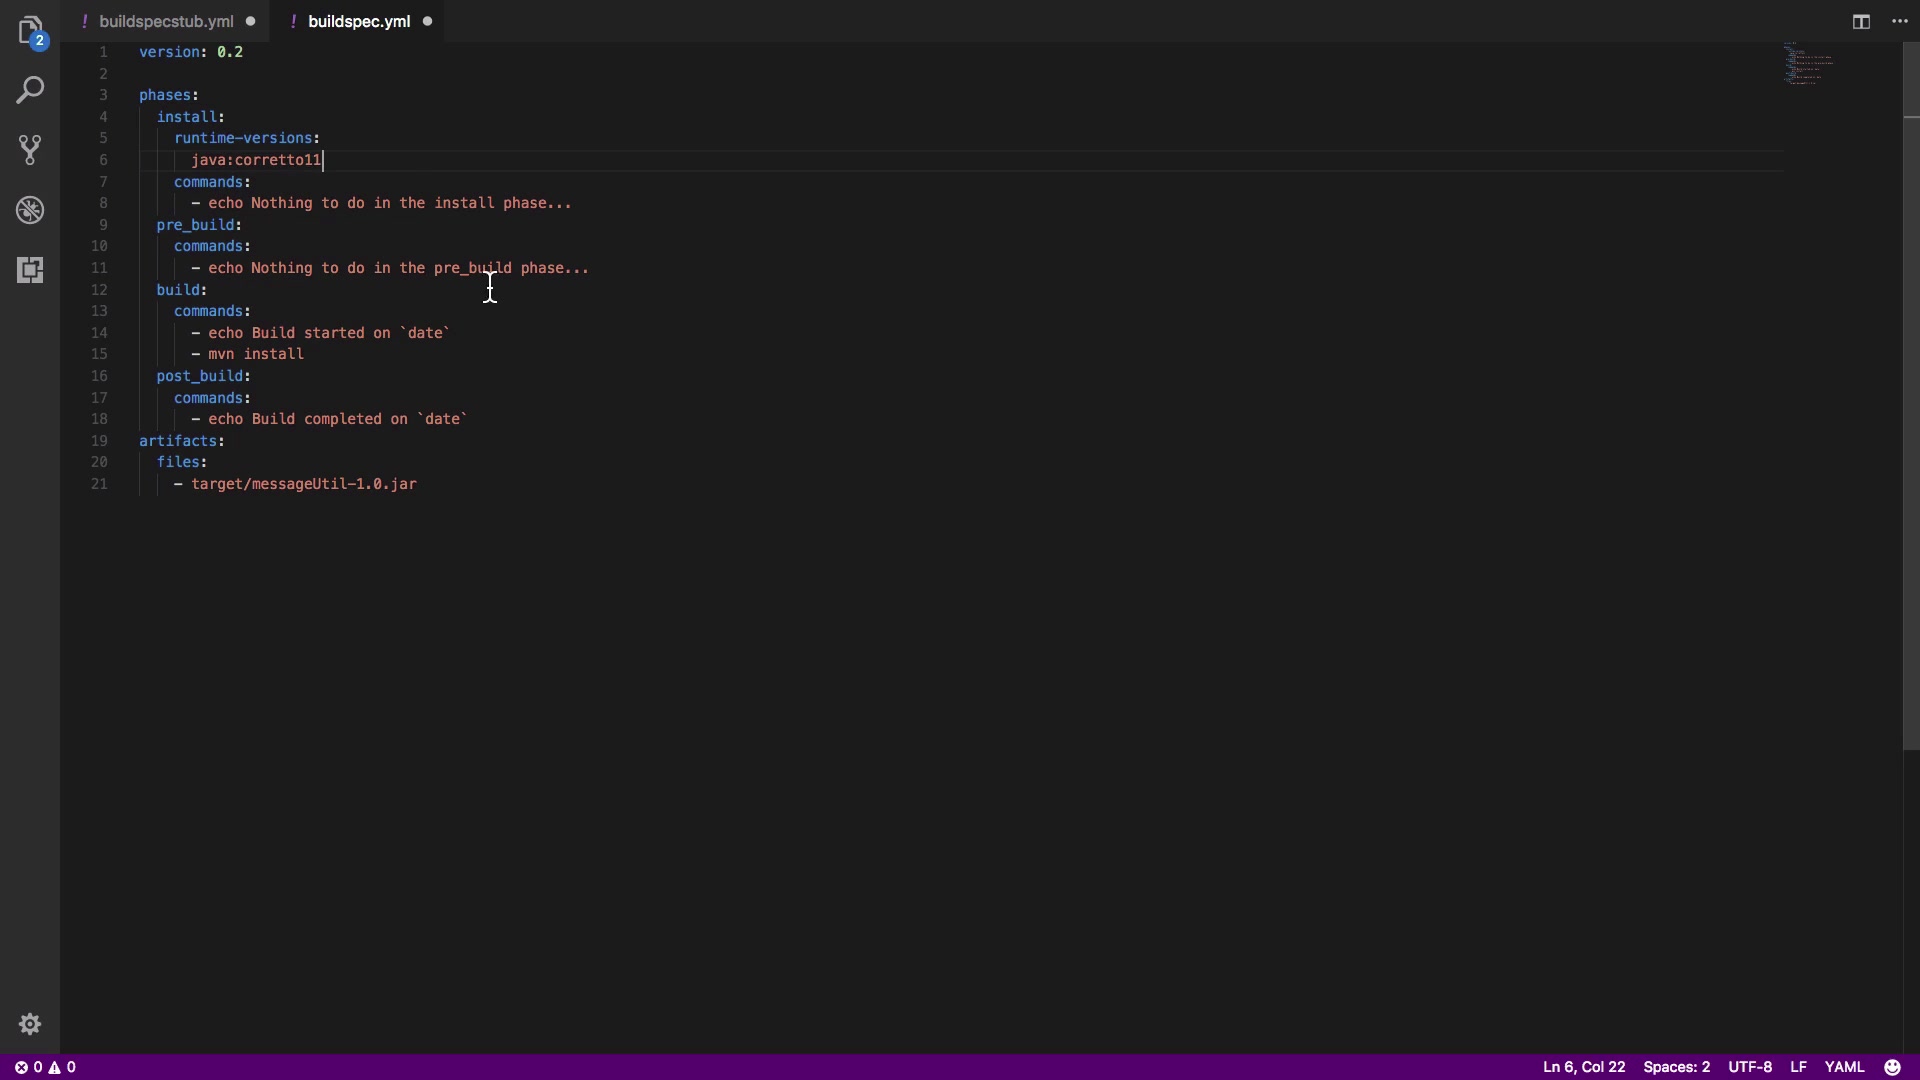 ! buildspecstub.yml
! buildspec.yml
2
1 version: 0.2
2
3 phases:
4   install:
5     runtime-versions:
6       java:corretto11
7     commands:
8       - echo Nothing to do in the install phase...
9   pre_build:
10     commands:
11       - echo Nothing to do in the pre_build phase...
12   build:
13     commands:
14       - echo Build started on `date`
15       - mvn install
16   post_build:
17     commands:
18       - echo Build completed on `date`
19 artifacts:
20   files:
21     - target/messageUtil-1.0.jar
0 0 Ln 6, Col 22 Spaces: 2 UTF-8 LF YAML